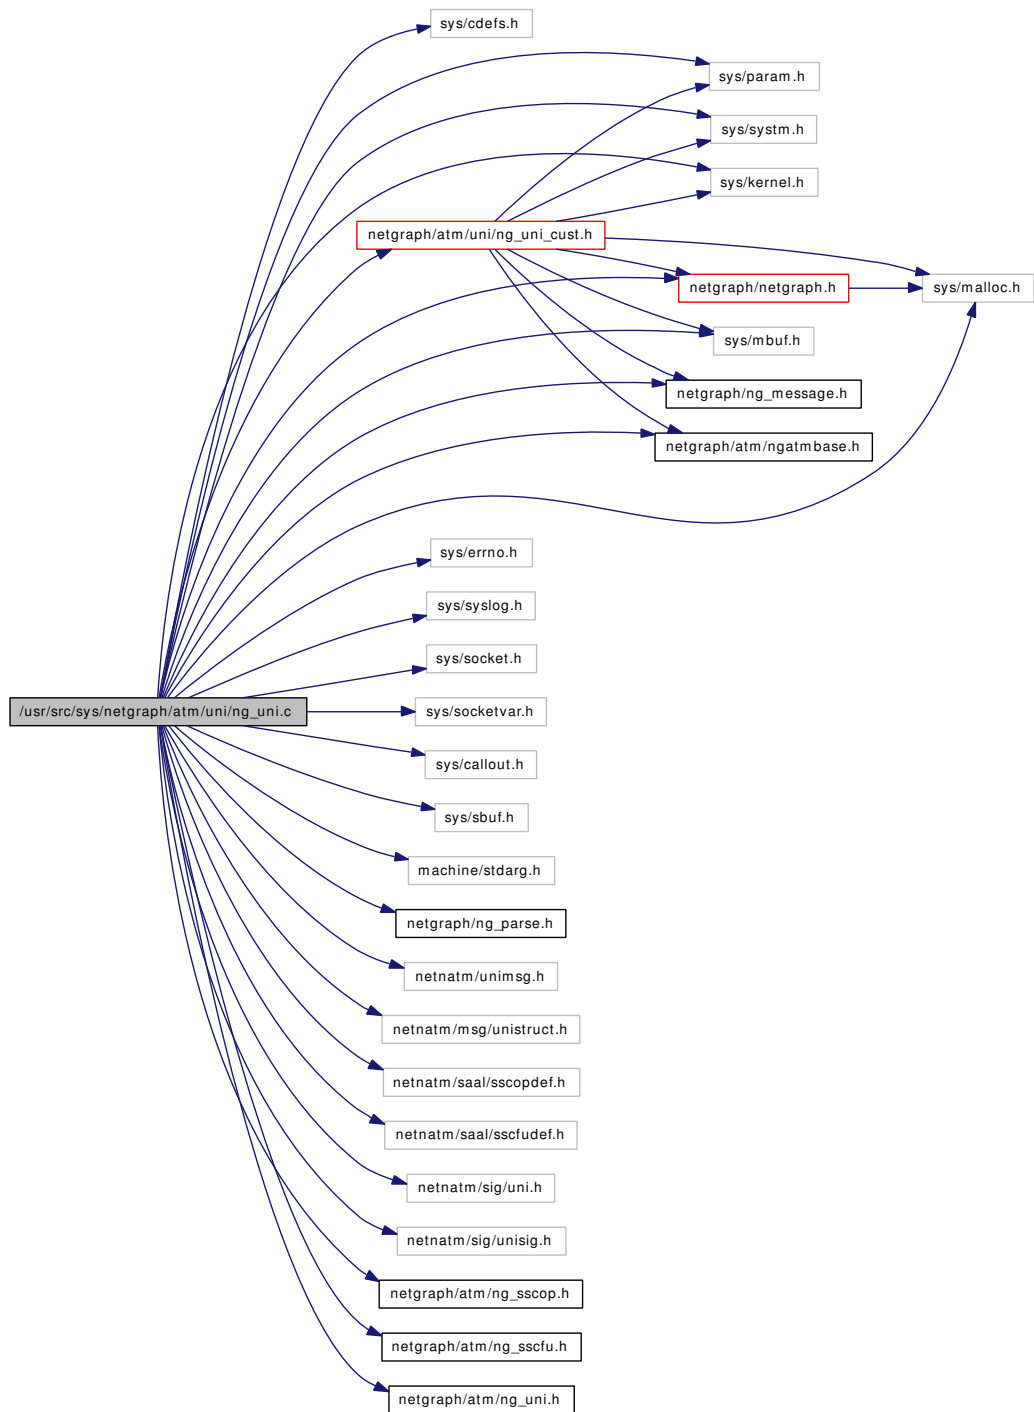 sys/cdefs.h
sys/param.h
sys/systm.h
sys/kernel.h
netgraph/atm/uni/ng_uni_cust.h
netgraph/netgraph.h
sys/malloc.h
sys/mbuf.h
netgraph/ng_message.h
netgraph/atm/ngatmbase.h
sys/errno.h
sys/syslog.h
sys/socket.h
/usr/src/sys/netgraph/atm/uni/ng_uni.c
sys/socketvar.h
sys/callout.h
sys/sbuf.h
machine/stdarg.h
netgraph/ng_parse.h
netnatm/unimsg.h
netnatm/msg/unistruct.h
netnatm/saal/sscopdef.h
netnatm/saal/sscfudef.h
netnatm/sig/uni.h
netnatm/sig/unisig.h
netgraph/atm/ng_sscop.h
netgraph/atm/ng_sscfu.h
netgraph/atm/ng_uni.h